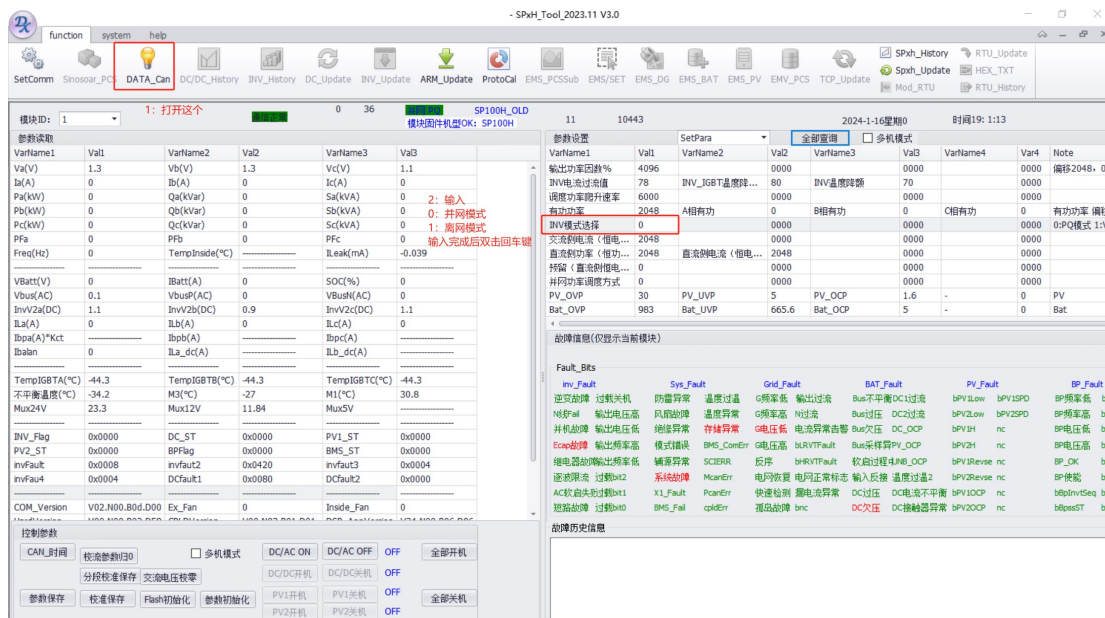 - SPxH_Tool_2023.11 V3.0
function system help
SetComm Sinosoar_PCS DATA_Can DC/DC_History INV_History DC_Update INV_Update ARM_Update ProtoCal EMS_PCSSub EMS/SET EMS_DG EMS_BAT EMS_PV EMV_PCS TCP_Update
SPxh_History RTU_Update
Spxh_Update HEX_TXT
Mod_RTU RTU_History
1：打开这个
模块ID: 1 通信正常 0 36 SP100H_OLD
模块固件机型OK: SP100H
11 10443 2024-1-16星期0 时间19: 1:13
参数读取
VarName1 Val1 VarName2 Val2 VarName3 Val3
Va(V) 1.3 Vb(V) 1.3 Vc(V) 1.1
Ia(A) 0 Ib(A) 0 Ic(A) 0
Pa(kW) 0 Qa(kVar) 0 Sa(kVA) 0
Pb(kW) 0 Qb(kVar) 0 Sb(kVA) 0
Pc(kW) 0 Qc(kVar) 0 Sc(kVA) 0
PFa 0 PFb 0 PFc 0
Freq(Hz) 0 TempInside(℃) ------------------ ILeak(mA) -0.039
VBatt(V) 0 IBatt(A) 0 SOC(%) 0
Vbus(AC) 0.1 VbusP(AC) 0 VBusN(AC) 0
InvV2a(DC) 1.1 InvV2b(DC) 0.9 InvV2c(DC) 1.1
ILa(A) 0 ILb(A) 0 ILc(A) 0
Ibpa(A)*Kct ------------------ Ibpb(A) ------------------ Ibpc(A) ------------------
Ibalan 0 ILa_dc(A) ------------------ ILb_dc(A) ------------------
TempIGBTA(℃) -44.3 TempIGBTB(℃) -44.3 TempIGBTC(℃) -44.3
不平衡温度(℃) -34.2 M3(℃) -27 M1(℃) 30.8
Mux24V 23.3 Mux12V 11.84 Mux5V ------------------
INV_Flag 0x0000 DC_ST 0x0000 PV1_ST 0x0000
PV2_ST 0x0000 BPFlag 0x0000 BMS_ST 0x0000
invFault 0x0008 invfaut2 0x0420 invfaut3 0x0004
invFau4 0x0004 DCfault1 0x0080 DCfault2 0x0000
COM_Version V02.N00.B0d.D00 Ex_Fan 0 Inside_Fan 0
2：输入
0：并网模式
1：离网模式
输入完成后双击回车键
参数设置 SetPara 全部查询 多机模式
VarName1 Val1 VarName2 Val2 VarName3 Val3 VarName4 Var4 Note
输出功率因数% 4096 0000 0000 0000 偏移2048，0
INV电流过流值 78 INV_IGBT温度降... 80 INV温度降额 70 0000
调度功率爬升速率 6000 0000 0000 0000
有功功率 2048 A相有功 0 B相有功 0 C相有功 0 有功功率 偏移
INV模式选择 0 0000 0000 0000 0:PQ模式 1:V
交流侧电流（恒电... 2048 0000 0000 0000
直流侧功率（恒功... 2048 直流侧电流（恒电... 2048 0000 0000
预留（直流侧恒电... 0 0000 0000 0000
并网功率调度方式 0 0000 0000 0000
PV_OVP 30 PV_UVP 5 PV_OCP 1.6 - 0 PV
Bat_OVP 983 Bat_UVP 665.6 Bat_OCP 5 - 0 Bat
故障信息(仅显示当前模块)
Fault_Bits
inv_Fault Sys_Fault Grid_Fault BAT_Fault PV_Fault BP_Fault
逆变故障 过载关机 防雷异常 温度过温 G频率低 输出过流 Bus不平衡DC1过流 bPV1Low bPV1SPD BP频率低
N线Fail 输出电压高 风扇故障 温度异常 G频率高 N过流 Bus过压 DC2过流 bPV2Low bPV2SPD BP频率高
并机故障 输出电压低 绝缘异常 存储异常 G电压低 电流异常告警 Bus欠压 DC_OCP bPV1H nc BP电压低
Ecap故障 输出频率高 模式错误 BMS_ComErr G电压高 bLRVTFault Bus采样异PV_OCP bPV2H nc BP电压高
继电器故障输出频率低 辅源异常 SCIERR 反序 bHRVTFault 软启过程4UNB_OCP bPV1Revse nc BP_OK
逐波限流 过载bit2 系统故障 McanErr 电网恢复 电网正常标志 输入反接 温度过温2 bPV2Revse nc BP使能
AC软启失败过载bit1 X1_Fault PcanErr 快速检测 漏电流异常 DC过压 DC电流不平衡 bPV1OCP nc bBpInvtSeq
短路故障 过载bit0 BMS_Fail cpldErr 孤岛故障 bnc DC欠压 DC接触器异常 bPV2OCP nc bBpssST
故障历史信息
控制参数
CAN_时间 校流参数归0 多机模式 DC/AC ON DC/AC OFF OFF 全部开机
分段校准保存 交流电压校零 DC/DC开机 DC/DC关机 OFF
参数保存 校准保存 Flash初始化 参数初始化 PV1开机 PV1关机 OFF 全部关机
PV2开机 PV2关机 OFF